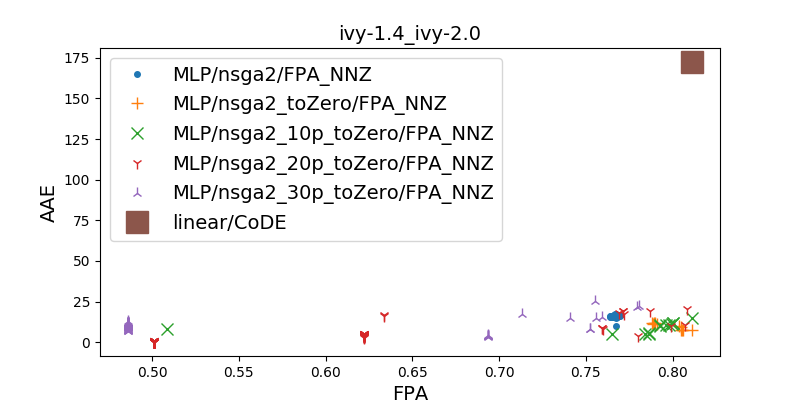 ivy-1.4_ivy-2.0
AAE
175
150
125
100
75
50
25
0
MLP/nsga2/FPA_NNZ
MLP/nsga2_toZero/FPA_NNZ
MLP/nsga2_10p_toZero/FPA_NNZ
MLP/nsga2_20p_toZero/FPA_NNZ
MLP/nsga2_30p_toZero/FPA_NNZ
linear/CoDE
0.50 0.55 0.60 0.65 0.70 0.75 0.80
FPA